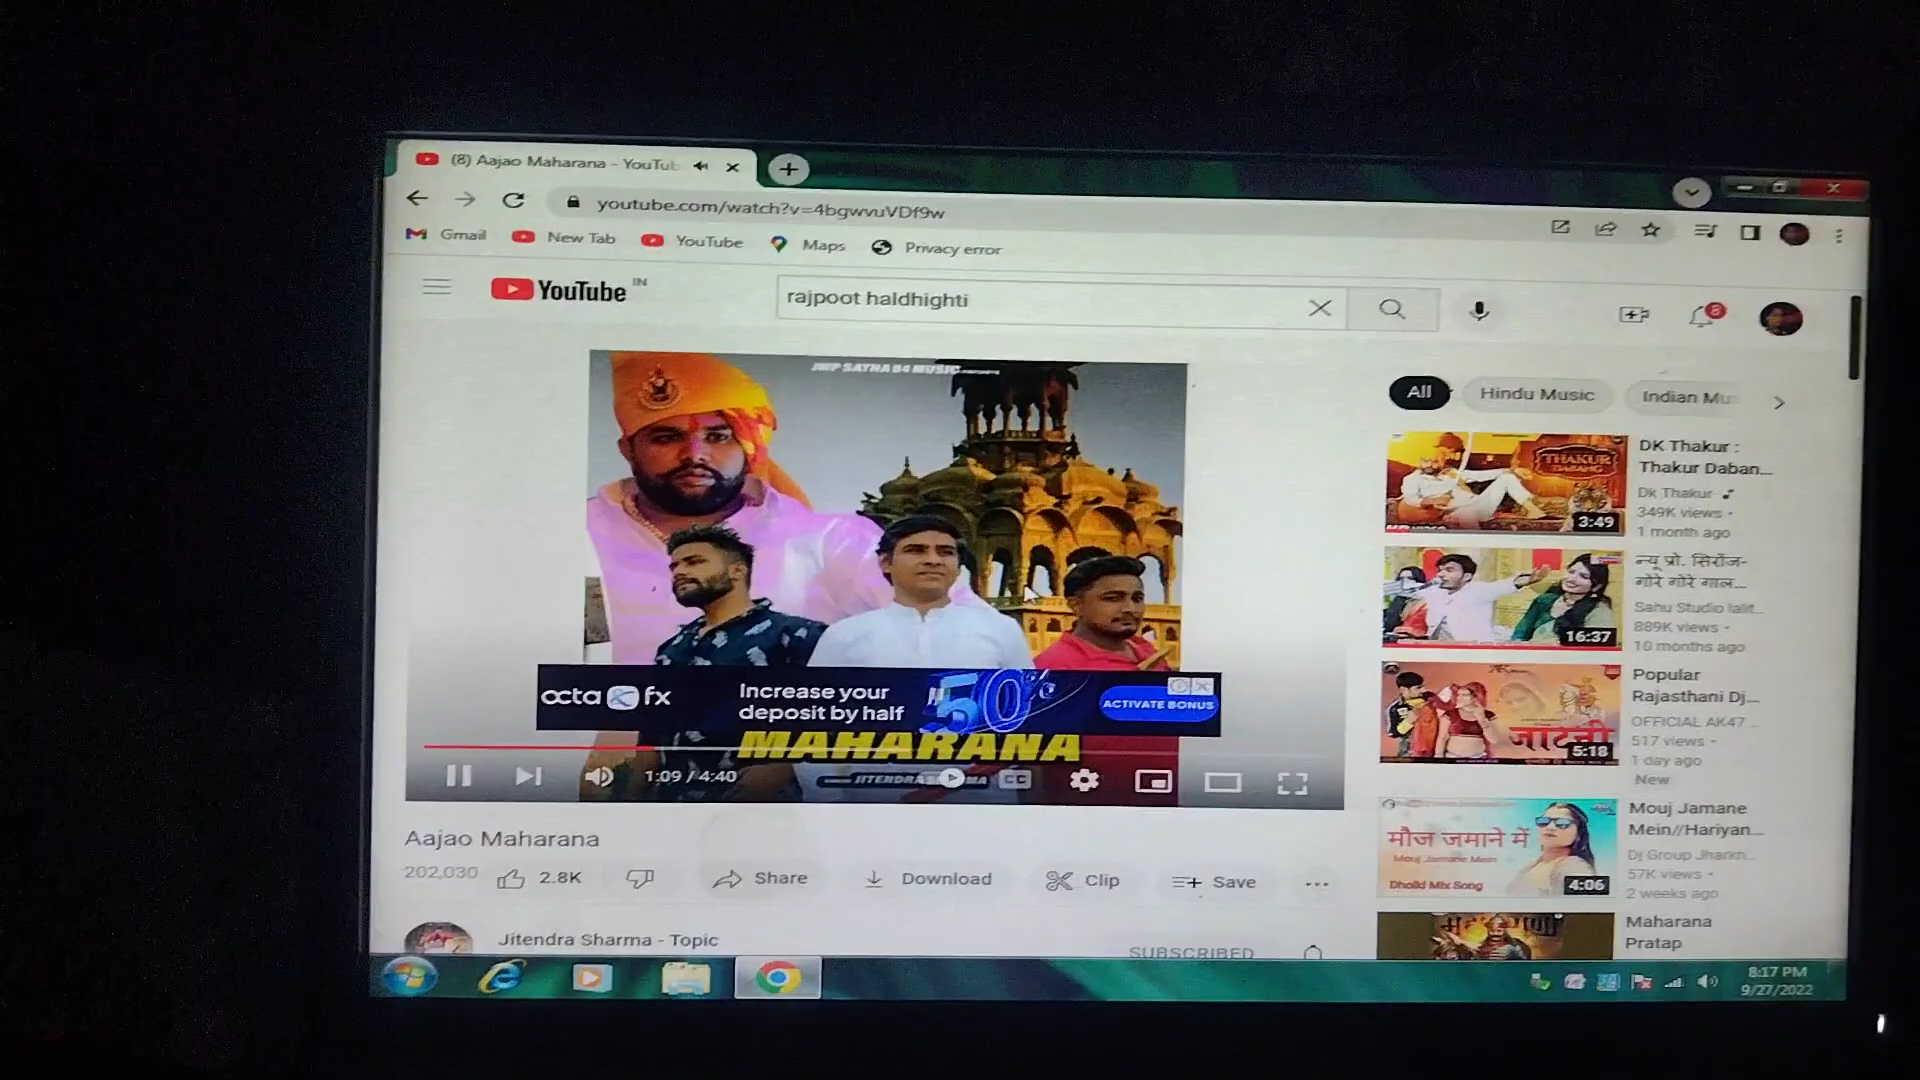 (8) Aajao Maharana - YouTub
youtube.com/watch?v=4bgwvuVDf9w
Gmail
New Tab
YouTube
Maps
Privacy error
YouTube IN
rajpoot haldhighti
8
JMP SATNA 84 MUSIC
octa fx
Increase your
deposit by half
50
ACTIVATE BONUS
MAHARANA
1:09 / 4:40
CC
Aajao Maharana
202,030
2.8K
Share
Download
Clip
Save
Jitendra Sharma - Topic
SUBSCRIBED
All
Hindu Music
Indian Mu
THAKUR
DABANG
3:49
DK Thakur :
Thakur Daban...
Dk Thakur
349K views -
1 month ago
16:37
न्यू प्रो. सिरोंज-
गोरे गोरे गाल...
Sahu Studio lalit...
889K views -
10 months ago
जाटनी
5:18
Popular
Rajasthani Dj...
OFFICIAL AK47...
517 views -
1 day ago
New
मौज जमाने में
Mouj Jamane Mein
Dholki Mix Song
4:06
Mouj Jamane
Mein//Hariyan...
Dj Group Jharkh...
57K views -
2 weeks ago
Maharana
Pratap
8:17 PM
9/27/2022